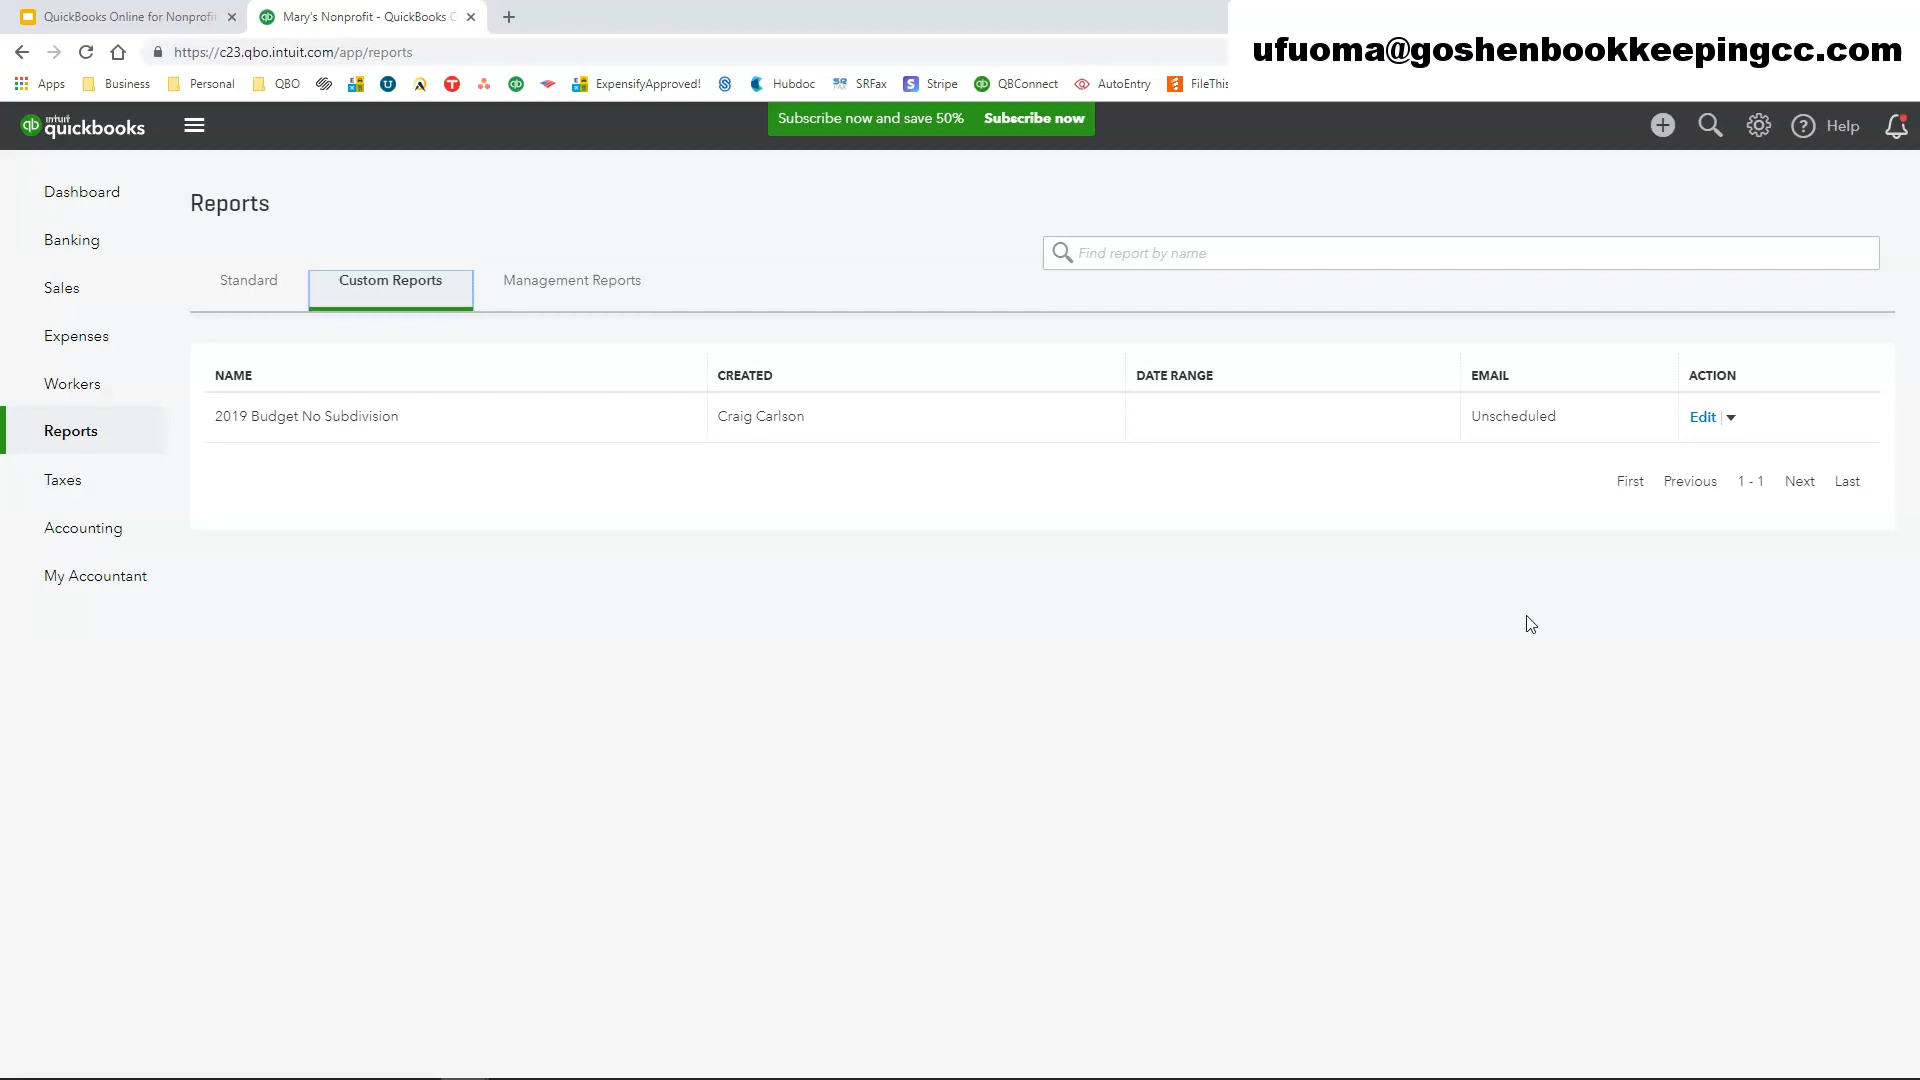 QuickBooks Online for Nonprofit
Mary's Nonprofit - QuickBooks
ufuoma@goshenbookkeepingcc.com
https://c23.qbo.intuit.com/app/reports
Apps Business Personal QBO ExpensifyApproved! Hubdoc SRFax Stripe QBConnect AutoEntry FileThis
intuit quickbooks
Subscribe now and save 50% Subscribe now
Help
Dashboard
Banking
Sales
Expenses
Workers
Reports
Taxes
Accounting
My Accountant
Reports
Find report by name
Standard Custom Reports Management Reports
NAME CREATED DATE RANGE EMAIL ACTION
2019 Budget No Subdivision Craig Carlson Unscheduled Edit
First Previous 1 - 1 Next Last